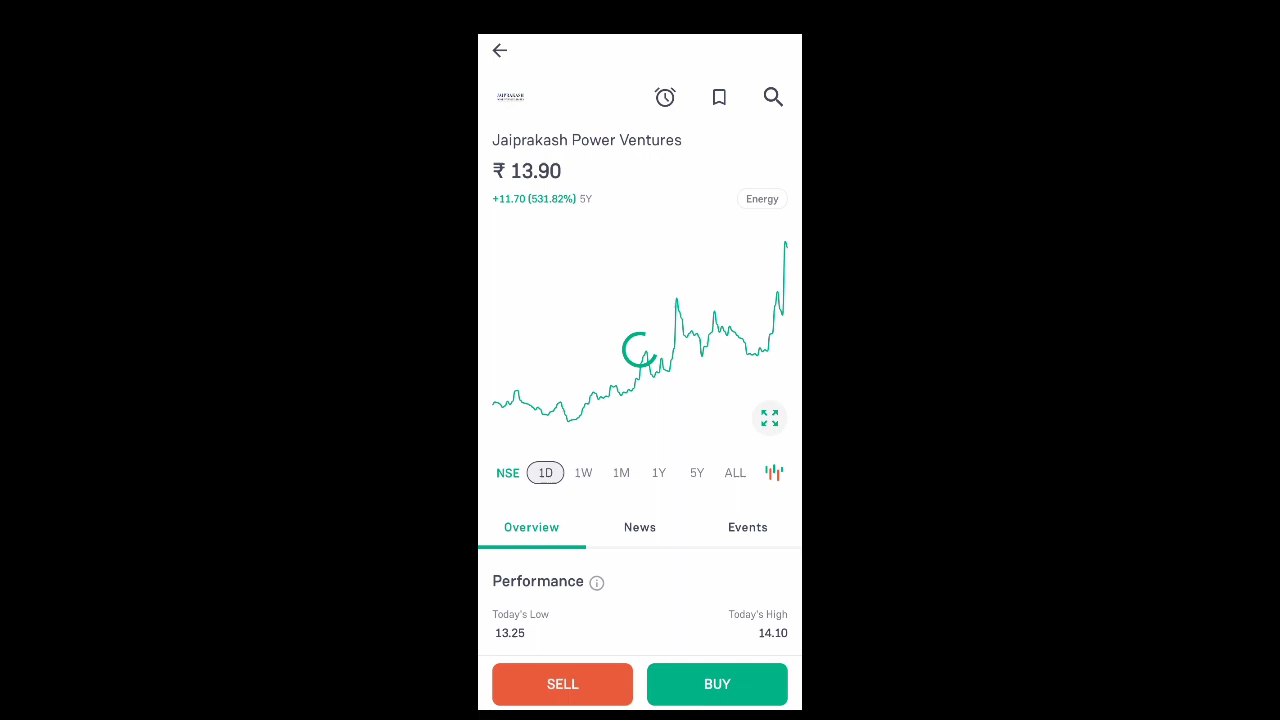 JAIPRAKASH
Jaiprakash Power Ventures
₹ 13.90
+11.70 (531.82%) 5Y
Energy
NSE 1D 1W 1M 1Y 5Y ALL
Overview News Events
Performance
Today's Low Today's High
13.25 14.10
SELL BUY